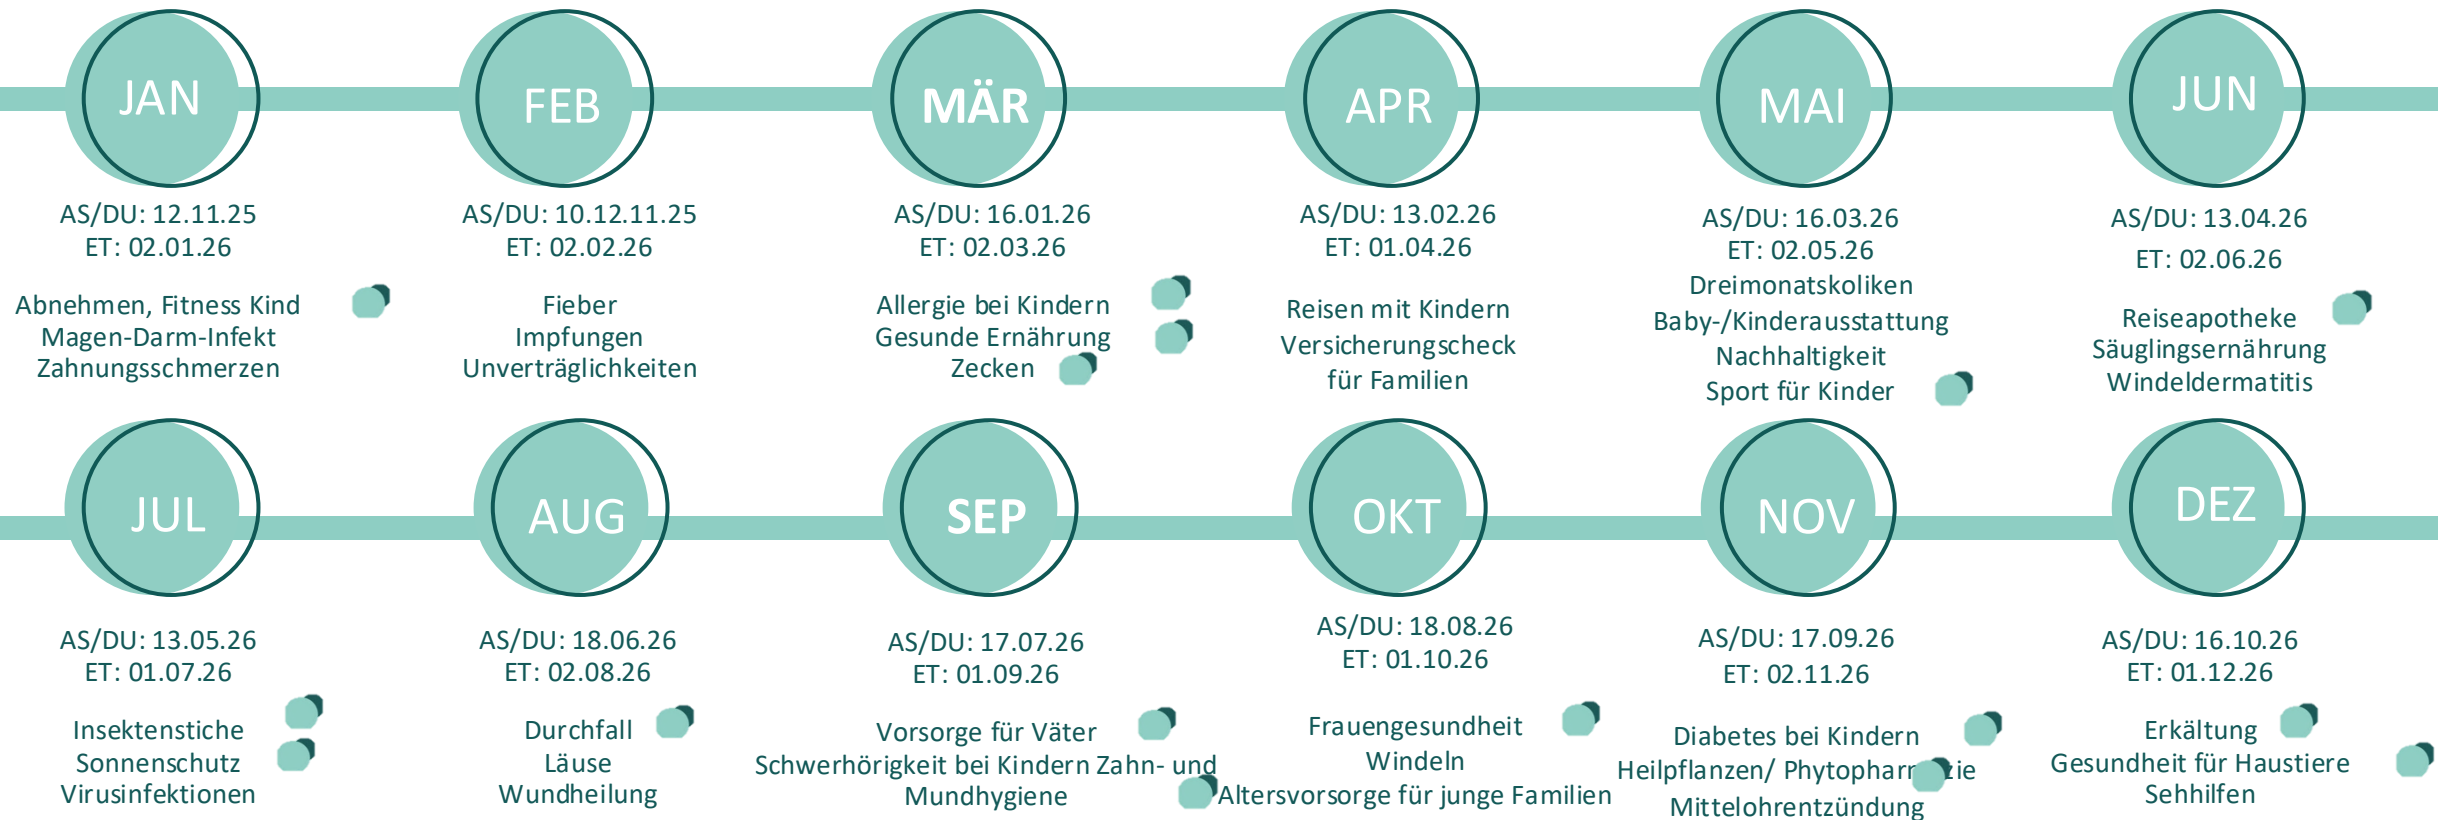 JAN
AS/DU: 12.11.25
ET: 02.01.26
Abnehmen, Fitness Kind
Magen-Darm-Infekt
Zahnungsschmerzen
FEB
AS/DU: 10.12.11.25
ET: 02.02.26
Fieber
Impfungen
Unverträglichkeiten
MÄR
AS/DU: 16.01.26
ET: 02.03.26
Allergie bei Kindern
Gesunde Ernährung
Zecken
APR
AS/DU: 13.02.26
ET: 01.04.26
Reisen mit Kindern
Versicherungscheck
für Familien
MAI
AS/DU: 16.03.26
ET: 02.05.26
Dreimonatskoliken
Baby-/Kinderausstattung
Nachhaltigkeit
Sport für Kinder
JUN
AS/DU: 13.04.26
ET: 02.06.26
Reiseapotheke
Säuglingsernährung
Windeldermatitis
JUL
AS/DU: 13.05.26
ET: 01.07.26
Insektenstiche
Sonnenschutz
Virusinfektionen
AUG
AS/DU: 18.06.26
ET: 02.08.26
Durchfall
Läuse
Wundheilung
SEP
AS/DU: 17.07.26
ET: 01.09.26
Vorsorge für Väter
Schwerhörigkeit bei Kindern Zahn- und
Mundhygiene
OKT
AS/DU: 18.08.26
ET: 01.10.26
Frauengesundheit
Windeln
Altersvorsorge für junge Familien
NOV
AS/DU: 17.09.26
ET: 02.11.26
Diabetes bei Kindern
Heilpflanzen/ Phytopharmazie
Mittelohrentzündung
DEZ
AS/DU: 16.10.26
ET: 01.12.26
Erkältung
Gesundheit für Haustiere
Sehhilfen